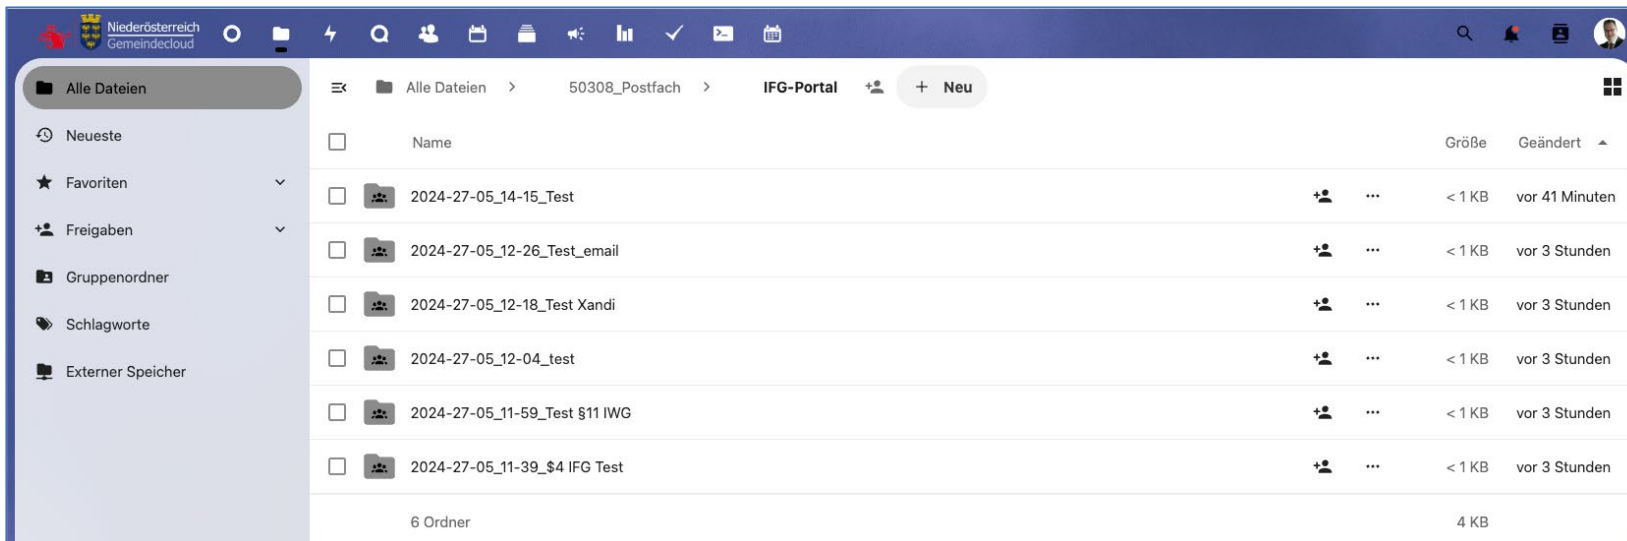 Niederösterreich
Gemeindecloud
Alle Dateien
Neueste
Favoriten
Freigaben
Gruppenordner
Schlagworte
Externer Speicher
Alle Dateien > 50308_Postfach > IFG-Portal + Neu
Name Größe Geändert
2024-27-05_14-15_Test < 1 KB vor 41 Minuten
2024-27-05_12-26_Test_email < 1 KB vor 3 Stunden
2024-27-05_12-18_Test Xandi < 1 KB vor 3 Stunden
2024-27-05_12-04_test < 1 KB vor 3 Stunden
2024-27-05_11-59_Test §11 IWG < 1 KB vor 3 Stunden
2024-27-05_11-39_$4 IFG Test < 1 KB vor 3 Stunden
6 Ordner 4 KB